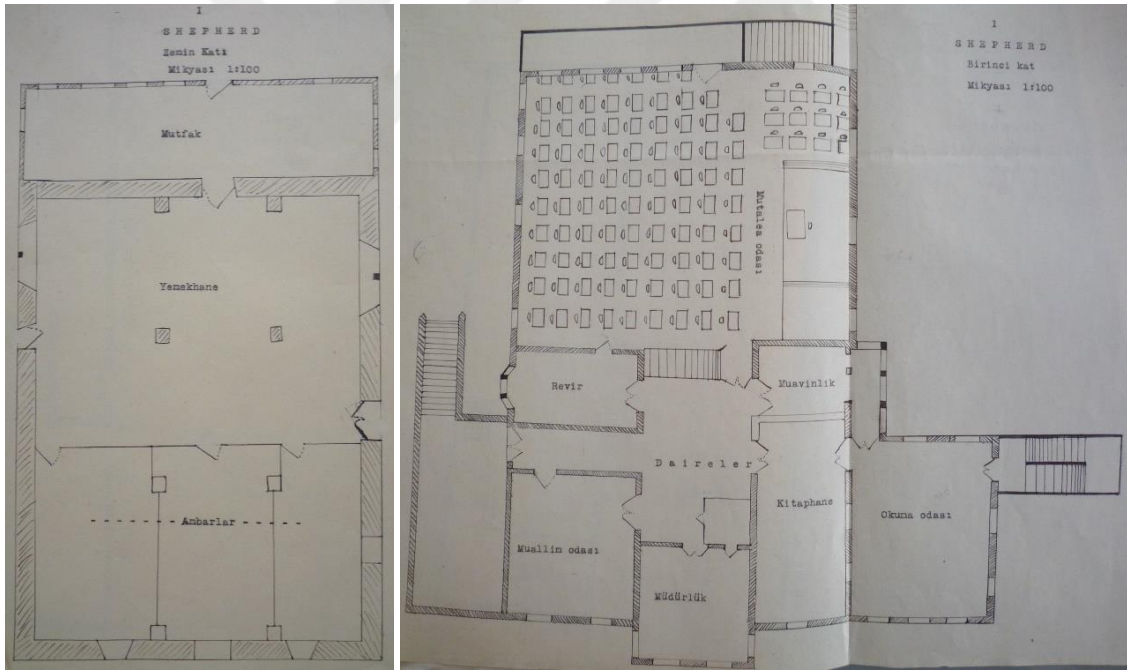 I
SHEPHERD
Zemin Katı
Mikyası 1:100
Mutfak
Yemekhane
Ambarlar
I
SHEPHERD
Birinci kat
Mikyası 1:100
Mutalea odası
Revir
Muavinlik
Daireler
Kitaphane
Okuma odası
Muallim odası
Müdürlük